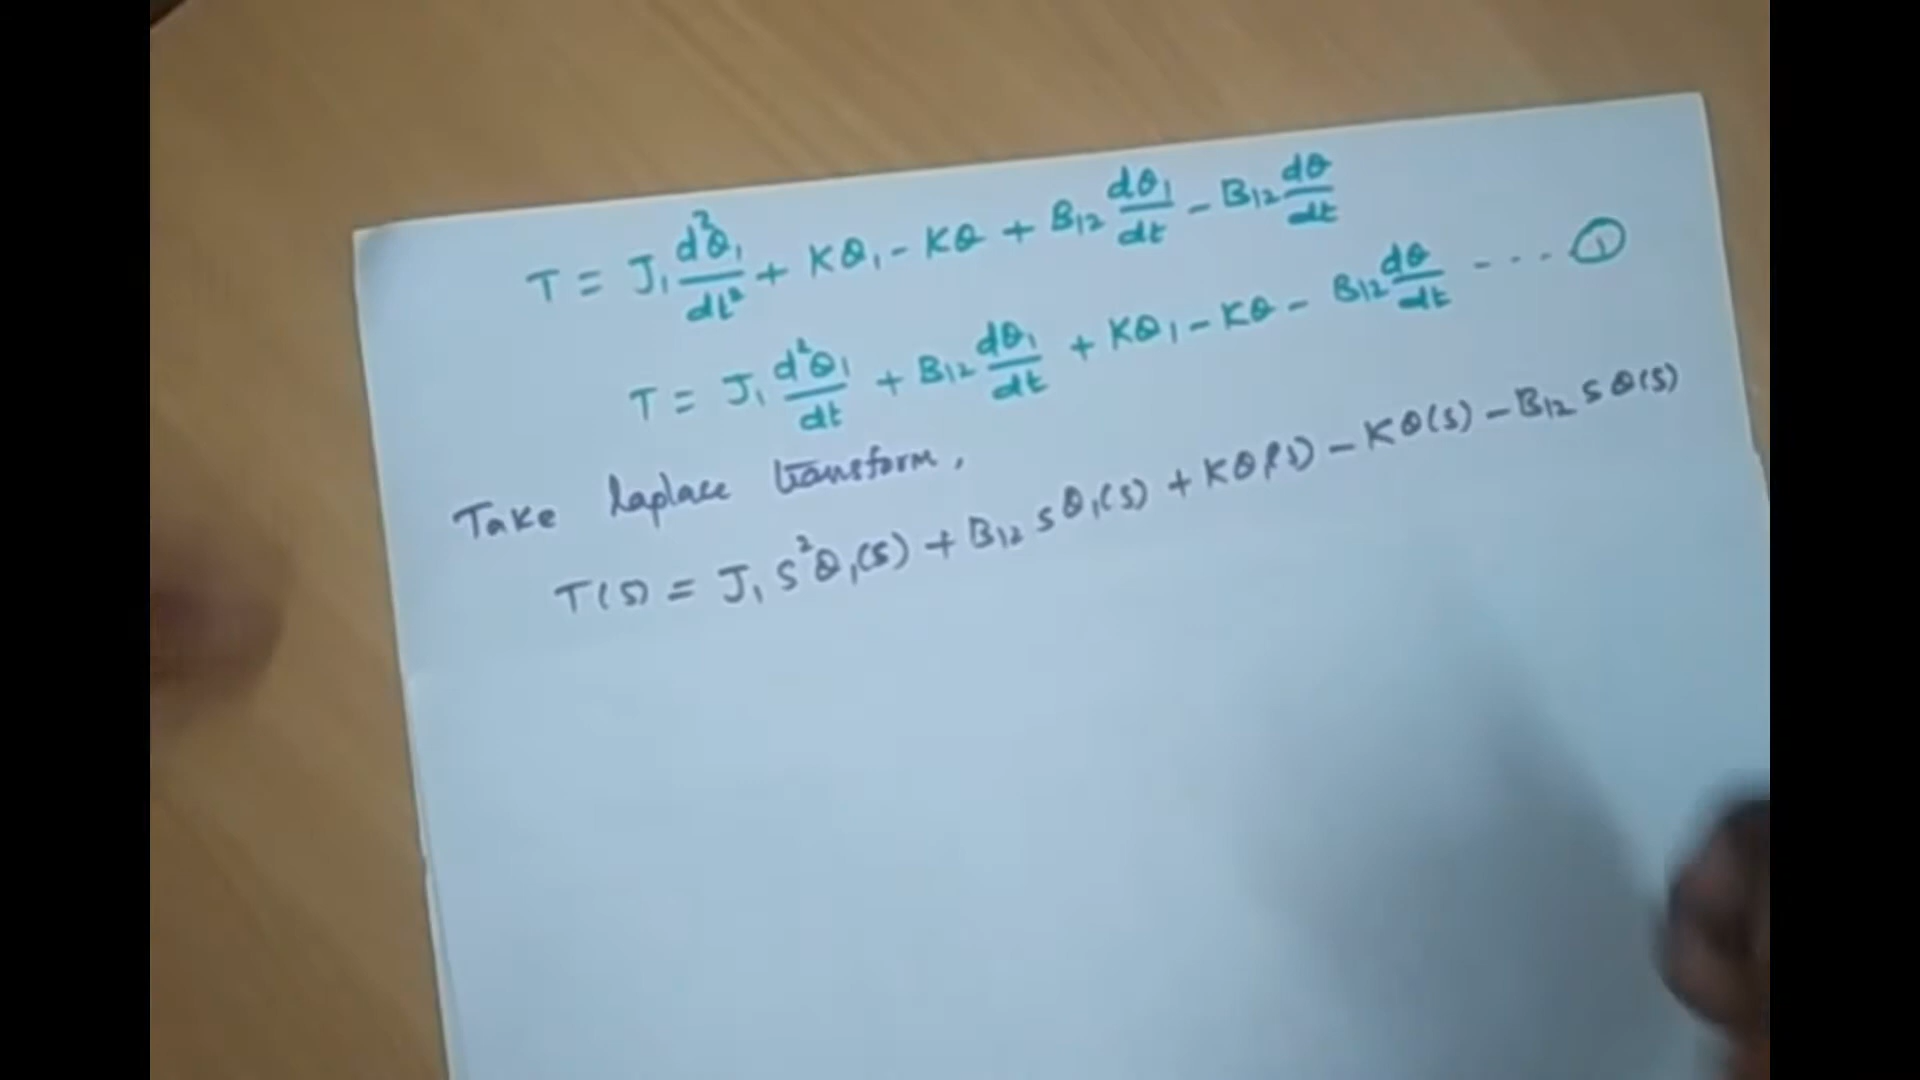 T = J₁ d²θ₁/dt² + Kθ₁ - Kθ + B₁₂ dθ₁/dt - B₁₂ dθ/dt
T = J₁ d²θ₁/dt + B₁₂ dθ₁/dt + Kθ₁ - Kθ - B₁₂ dθ/dt ---- ①
Take laplace transform,
T(s) = J₁ s²θ₁(s) + B₁₂ sθ₁(s) + Kθ(s) - Kθ(s) - B₁₂ sθ(s)